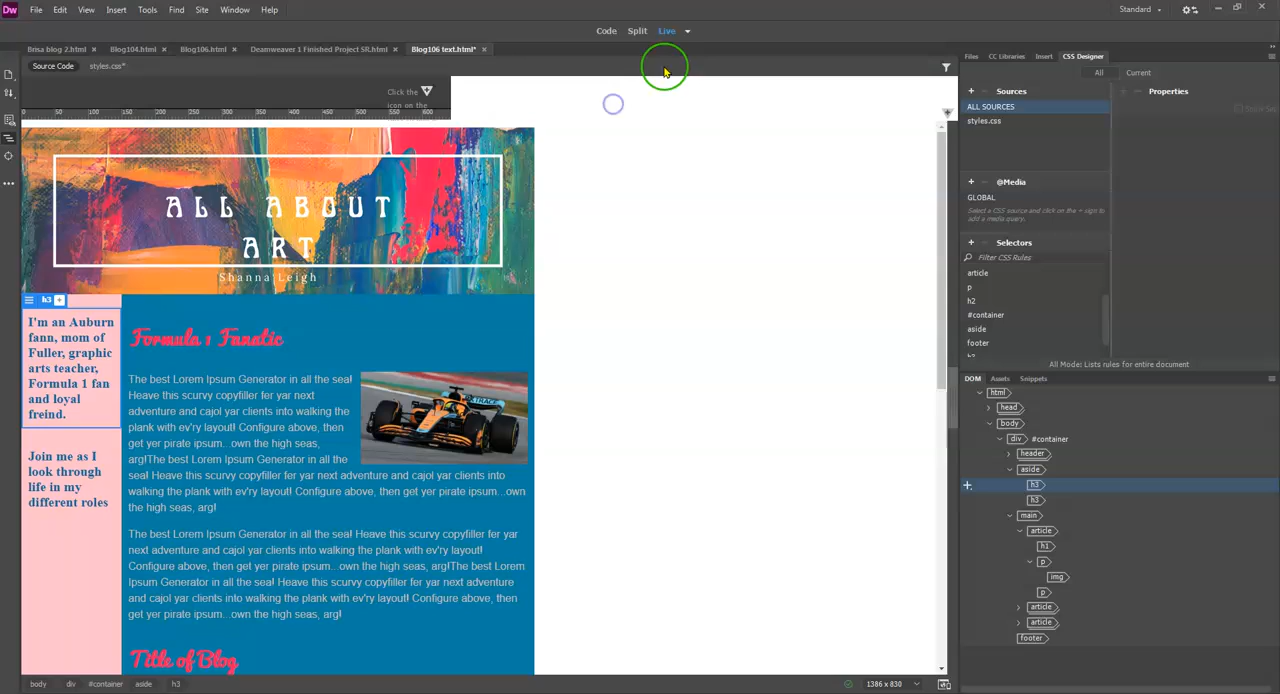 Dw File Edit View Insert Tools Find Site Window Help Standard
Code Split Live
Brisa blog 2.html × Blog104.html × Blog106.html × Deamweaver 1 Finished Project SR.html × Blog106 text.html* ×
Source Code styles.css*
Click the
icon on the
0 50 100 150 200 250 300 350 400 450 500 550 600
ALL ABOUT
ART
Shanna Leigh
h3 +
I'm an Auburn
fann, mom of
Fuller, graphic
arts teacher,
Formula 1 fan
and loyal
freind.
Join me as I
look through
life in my
different roles
Formula 1 Fanatic
The best Lorem Ipsum Generator in all the sea!
Heave this scurvy copyfiller fer yar next
adventure and cajol yar clients into walking the
plank with ev'ry layout! Configure above, then
get yer pirate ipsum...own the high seas,
arg!The best Lorem Ipsum Generator in all the
sea! Heave this scurvy copyfiller fer yar next adventure and cajol yar clients into
walking the plank with ev'ry layout! Configure above, then get yer pirate ipsum...own
the high seas, arg!
The best Lorem Ipsum Generator in all the sea! Heave this scurvy copyfiller fer yar
next adventure and cajol yar clients into walking the plank with ev'ry layout!
Configure above, then get yer pirate ipsum...own the high seas, arg!The best Lorem
Ipsum Generator in all the sea! Heave this scurvy copyfiller fer yar next adventure
and cajol yar clients into walking the plank with ev'ry layout! Configure above, then
get yer pirate ipsum...own the high seas, arg!
Title of Blog
body div #container aside h3
1386 x 830
Files CC Libraries Insert CSS Designer
All Current
+ Sources
ALL SOURCES
styles.css
+ Properties
+ @Media
GLOBAL
Select a CSS source and click on the + sign to
add a media query.
+ Selectors
Filter CSS Rules
article
p
h2
#container
aside
footer
All Mode: Lists rules for entire document
DOM Assets Snippets
html
head
body
div #container
header
aside
h3
h3
main
article
h1
p
img
p
article
article
footer